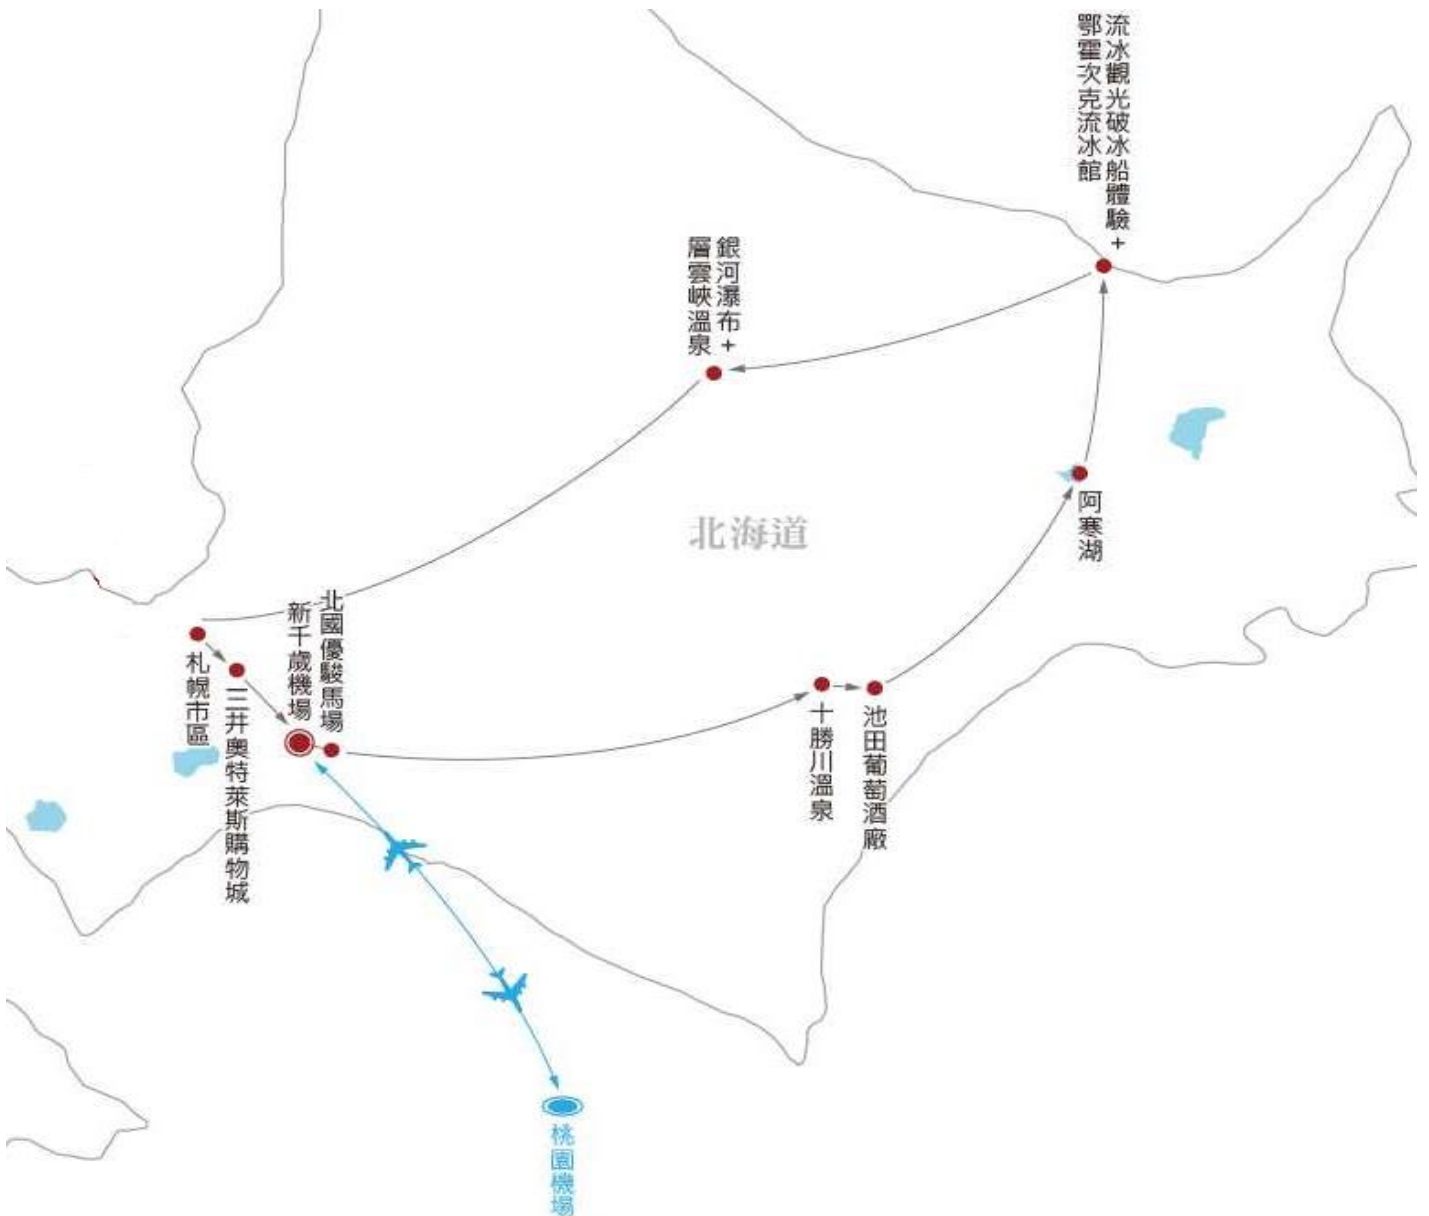 流冰觀光破冰船體驗+
鄂霍次克流冰館
銀河瀑布+
層雲峽溫泉
阿寒湖
北海道
北國優駿馬場
新千歲機場
札幌市區
三井奧特萊斯購物城
十勝川溫泉
池田葡萄酒廠
桃園機場